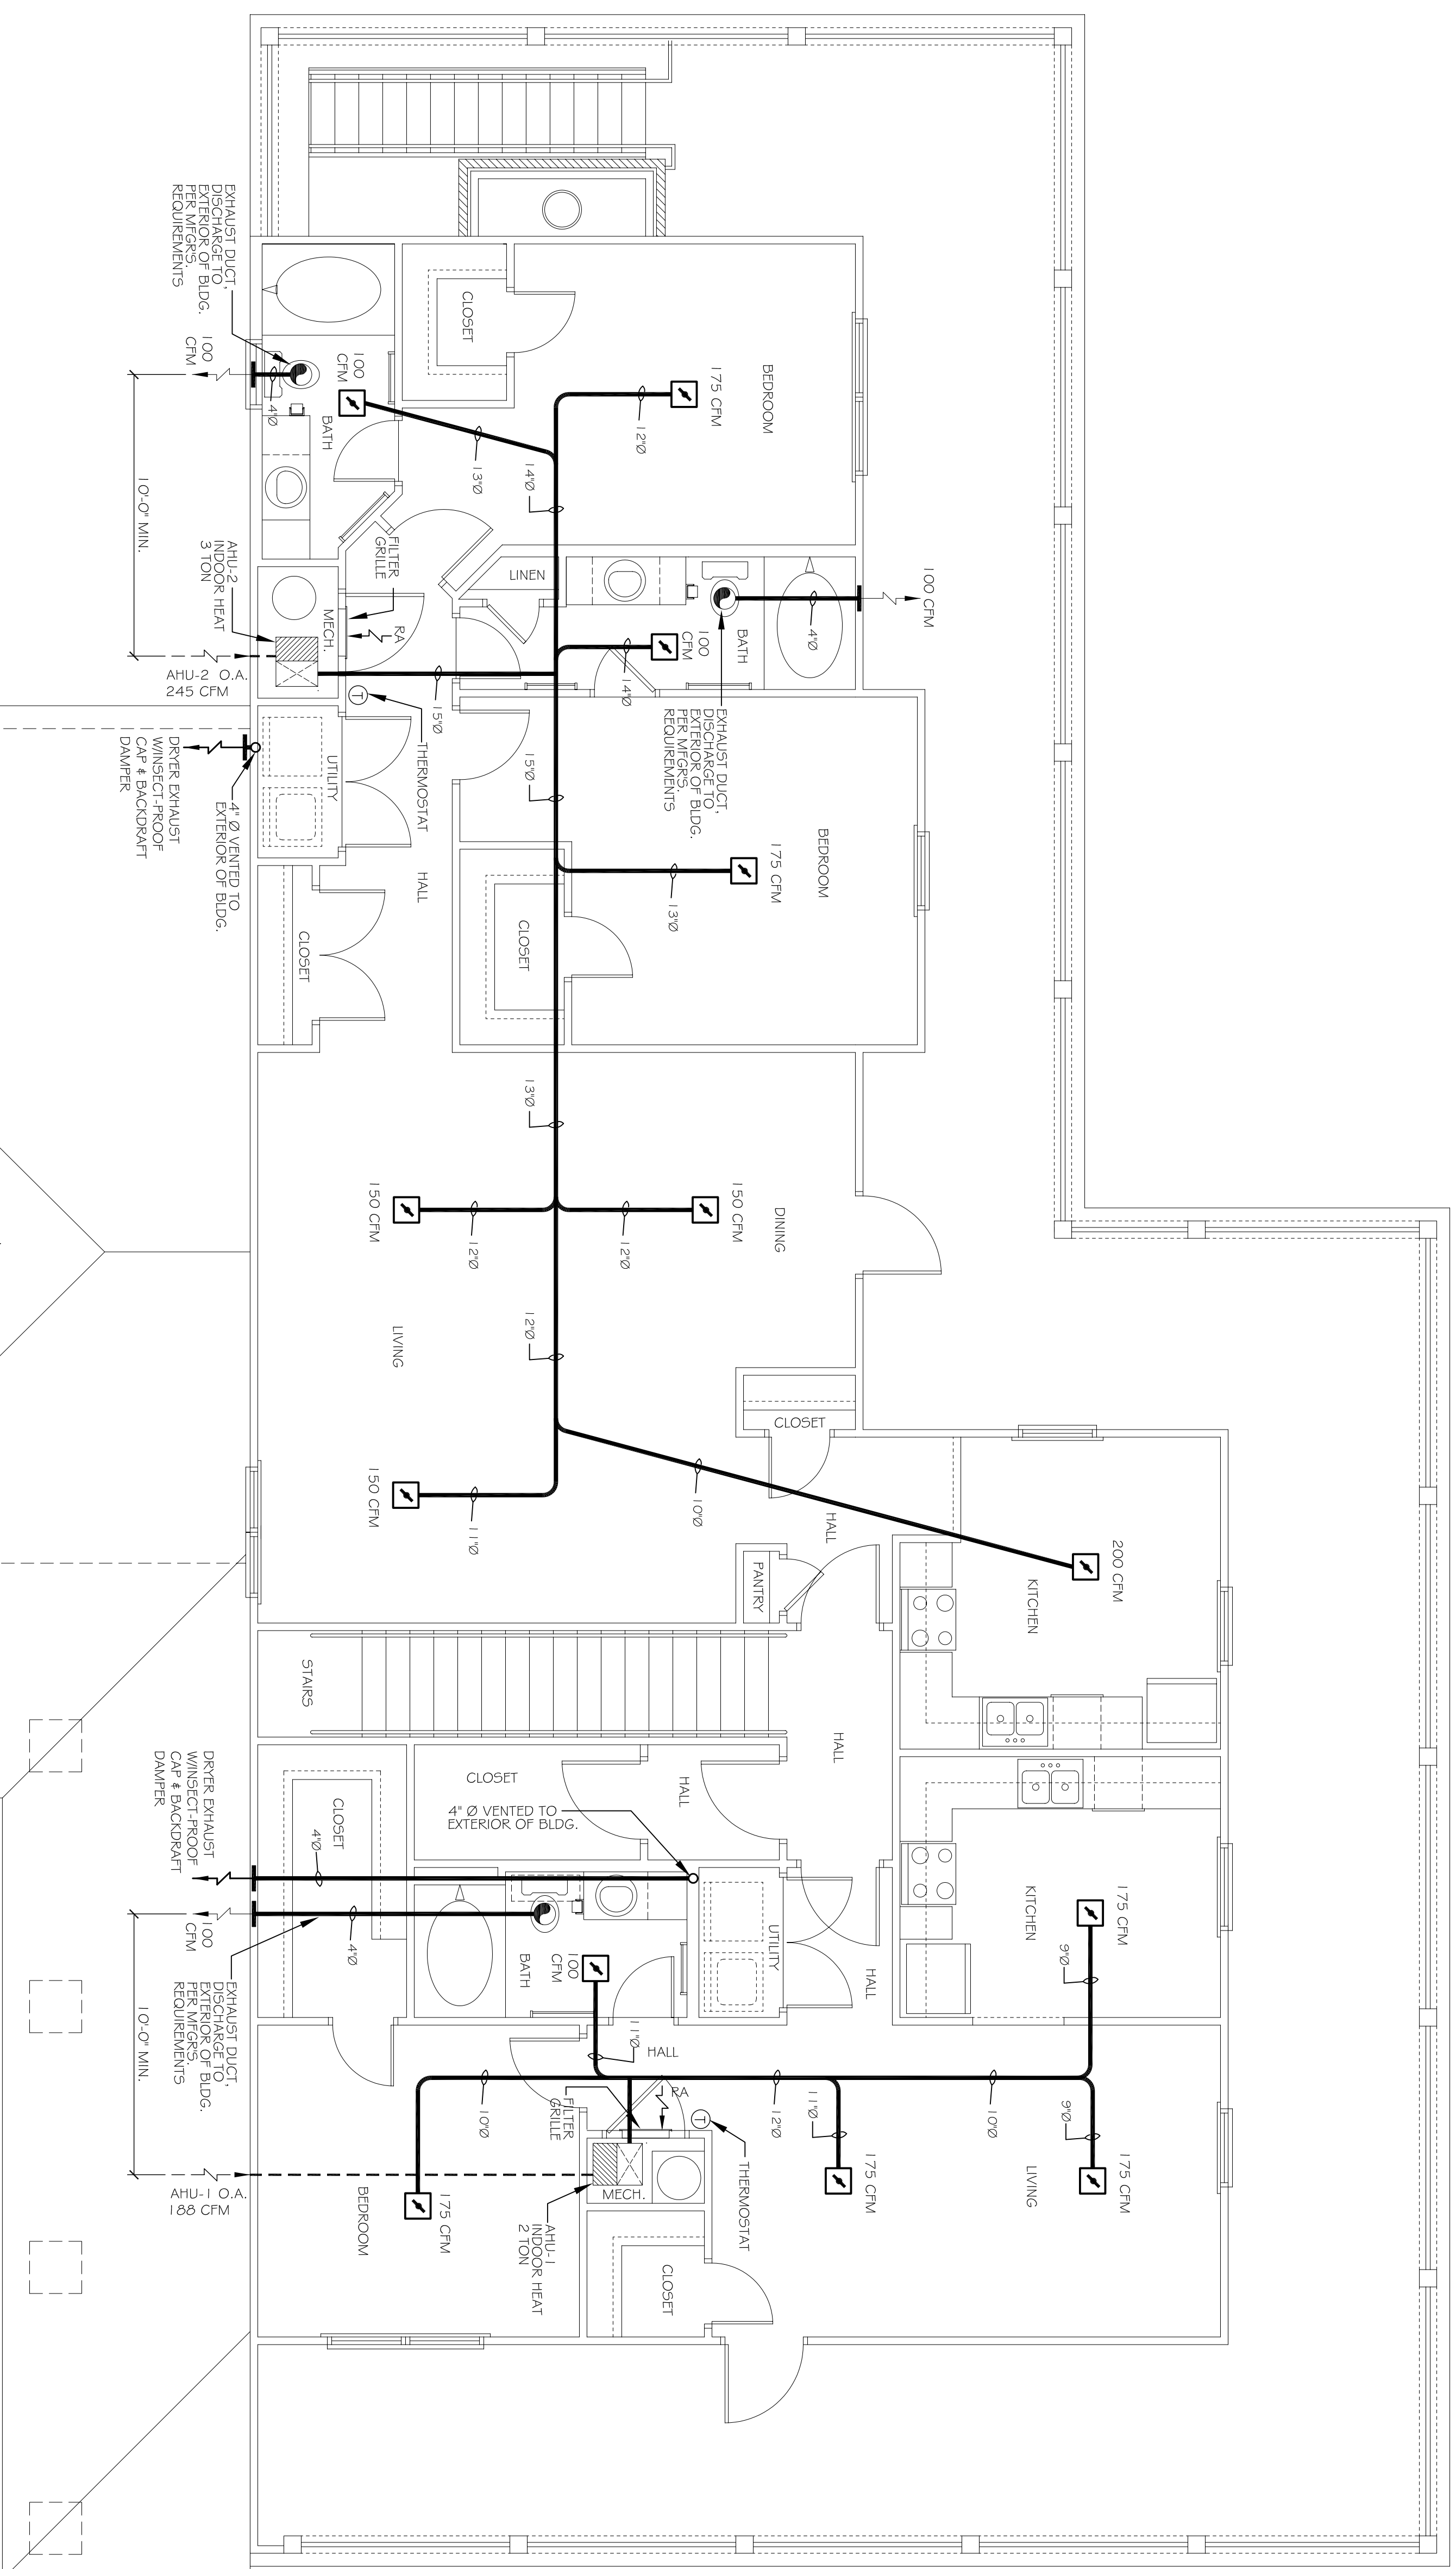 EXHAUST DUCT,
DISCHARGE TO
EXTERIOR OF BLDG.
PER MFGR'S.
REQUIREMENTS
100
CFM
4"Ø
10'-0" MIN.
CLOSET
100
CFM
BATH
13"Ø
14"Ø
12"Ø
175 CFM
BEDROOM
FILTER
GRILLE
LINEN
AHU-2
INDOOR HEAT
3 TON
MECH.
RA
AHU-2 O.A.
245 CFM
15"Ø
100 CFM
4"Ø
BATH
100
CFM
14"Ø
EXHAUST DUCT,
DISCHARGE TO
EXTERIOR OF BLDG.
PER MFGR'S.
REQUIREMENTS
THERMOSTAT
T
UTILITY
DRYER EXHAUST
W/INSECT-PROOF
CAP & BACKDRAFT
DAMPER
4" Ø VENTED TO
EXTERIOR OF BLDG.
HALL
15"Ø
CLOSET
CLOSET
13"Ø
175 CFM
BEDROOM
13"Ø
150 CFM
12"Ø
12"Ø
150 CFM
DINING
LIVING
12"Ø
CLOSET
150 CFM
11"Ø
10"Ø
HALL
PANTRY
200 CFM
KITCHEN
STAIRS
HALL
CLOSET
HALL
4" Ø VENTED TO
EXTERIOR OF BLDG.
CLOSET
4"Ø
DRYER EXHAUST
W/INSECT-PROOF
CAP & BACKDRAFT
DAMPER
100
CFM
4"Ø
EXHAUST DUCT,
DISCHARGE TO
EXTERIOR OF BLDG.
PER MFGR'S.
REQUIREMENTS
10'-0" MIN.
BATH
100
CFM
UTILITY
HALL
KITCHEN
175 CFM
9"Ø
11"Ø
HALL
RA
FILTER
GRILLE
10"Ø
12"Ø
11"Ø
10"Ø
9"Ø
T
THERMOSTAT
175 CFM
LIVING
175 CFM
MECH.
AHU-1
INDOOR HEAT
2 TON
AHU-1 O.A.
188 CFM
BEDROOM
175 CFM
CLOSET